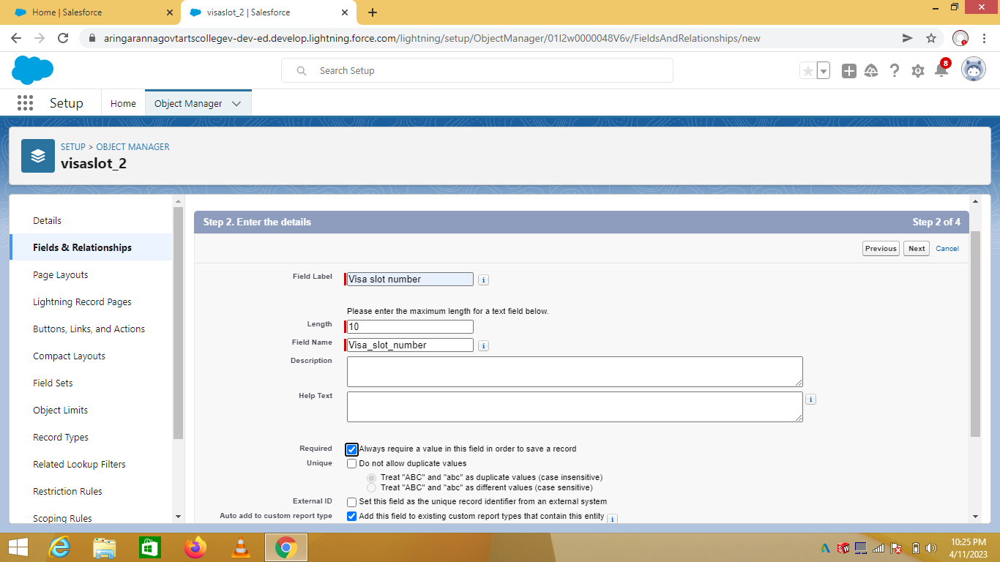 Home | Salesforce
visaslot_2 | Salesforce
aringarannagovtartscollegev-dev-ed.develop.lightning.force.com/lightning/setup/ObjectManager/01I2w0000048V6v/FieldsAndRelationships/new
Search Setup
8
Setup
Home
Object Manager
SETUP > OBJECT MANAGER
visaslot_2
Details
Fields & Relationships
Page Layouts
Lightning Record Pages
Buttons, Links, and Actions
Compact Layouts
Field Sets
Object Limits
Record Types
Related Lookup Filters
Restriction Rules
Scoping Rules
Step 2. Enter the details
Step 2 of 4
Previous Next Cancel
Field Label Visa slot number i
Please enter the maximum length for a text field below.
Length 10
Field Name Visa_slot_number i
Description
Help Text i
Required Always require a value in this field in order to save a record
Unique Do not allow duplicate values
Treat "ABC" and "abc" as duplicate values (case insensitive)
Treat "ABC" and "abc" as different values (case sensitive)
External ID Set this field as the unique record identifier from an external system
Auto add to custom report type Add this field to existing custom report types that contain this entity i
10:25 PM
4/11/2023